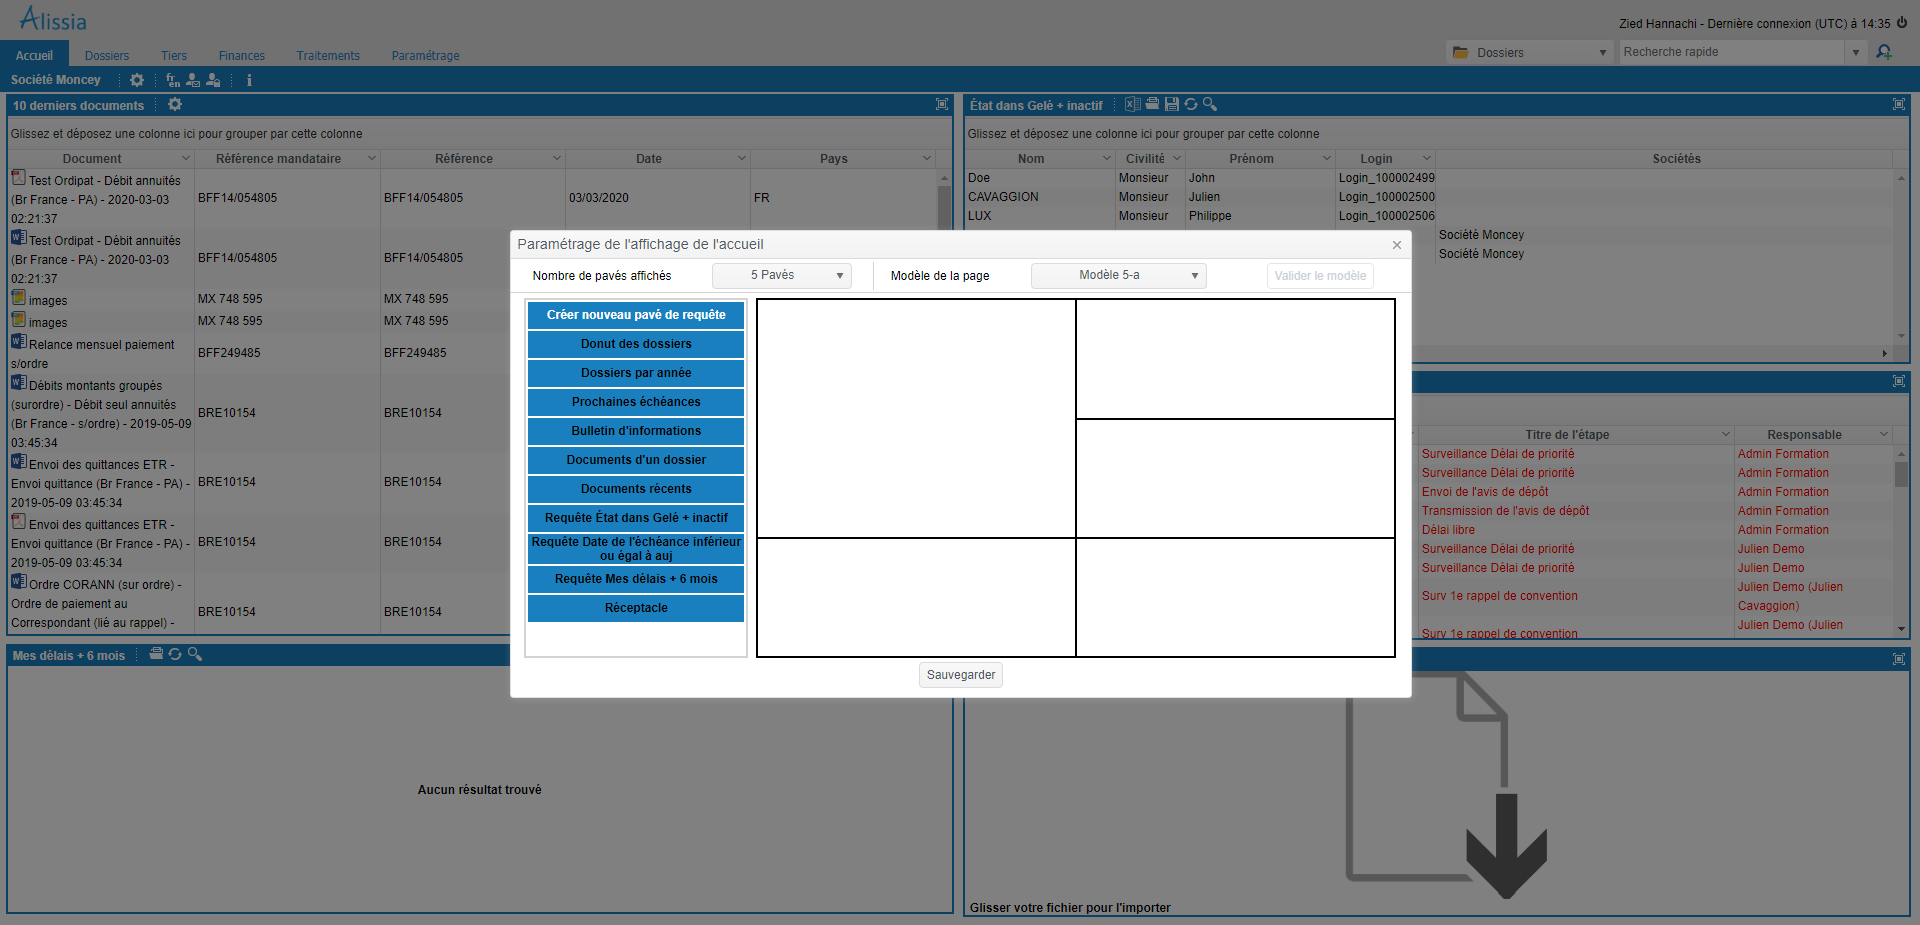 Alissia
Zied Hannachi - Dernière connexion (UTC) à 14:35
Accueil Dossiers Tiers Finances Traitements Paramétrage
Dossiers Recherche rapide
Société Moncey fr en i
10 derniers documents
Glissez et déposez une colonne ici pour grouper par cette colonne
Document Référence mandataire Référence Date Pays
Test Ordipat - Débit annuités
(Br France - PA) - 2020-03-03
02:21:37
BFF14/054805 BFF14/054805 03/03/2020 FR
Test Ordipat - Débit annuités
(Br France - PA) - 2020-03-03
02:21:37
BFF14/054805 BFF14/054805
images MX 748 595 MX 748 595
images MX 748 595 MX 748 595
Relance mensuel paiement
s/ordre
BFF249485 BFF249485
Débits montants groupés
(surordre) - Débit seul annuités
(Br France - s/ordre) - 2019-05-09
03:45:34
BRE10154 BRE10154
Envoi des quittances ETR -
Envoi quittance (Br France - PA) -
2019-05-09 03:45:34
BRE10154 BRE10154
Envoi des quittances ETR -
Envoi quittance (Br France - PA) -
2019-05-09 03:45:34
BRE10154 BRE10154
Ordre CORANN (sur ordre) -
Ordre de paiement au
Correspondant (lié au rappel) -
BRE10154 BRE10154
État dans Gelé + inactif
Glissez et déposez une colonne ici pour grouper par cette colonne
Nom Civilité Prénom Login Sociétés
Doe Monsieur John Login_100002499
CAVAGGION Monsieur Julien Login_100002500
LUX Monsieur Philippe Login_100002506
Société Moncey
Société Moncey
Paramétrage de l'affichage de l'accueil
Nombre de pavés affichés 5 Pavés Modèle de la page Modèle 5-a Valider le modèle
Créer nouveau pavé de requête
Donut des dossiers
Dossiers par année
Prochaines échéances
Bulletin d'informations
Documents d'un dossier
Documents récents
Requête État dans Gelé + inactif
Requête Date de l'échéance inférieur
ou égal à auj
Requête Mes délais + 6 mois
Réceptacle
Sauvegarder
Titre de l'étape Responsable
Surveillance Délai de priorité Admin Formation
Surveillance Délai de priorité Admin Formation
Envoi de l'avis de dépôt Admin Formation
Transmission de l'avis de dépôt Admin Formation
Délai libre Admin Formation
Surveillance Délai de priorité Julien Demo
Surveillance Délai de priorité Julien Demo
Surv 1e rappel de convention Julien Demo (Julien
Cavaggion)
Surv 1e rappel de convention Julien Demo (Julien
Mes délais + 6 mois
Aucun résultat trouvé
Glisser votre fichier pour l'importer